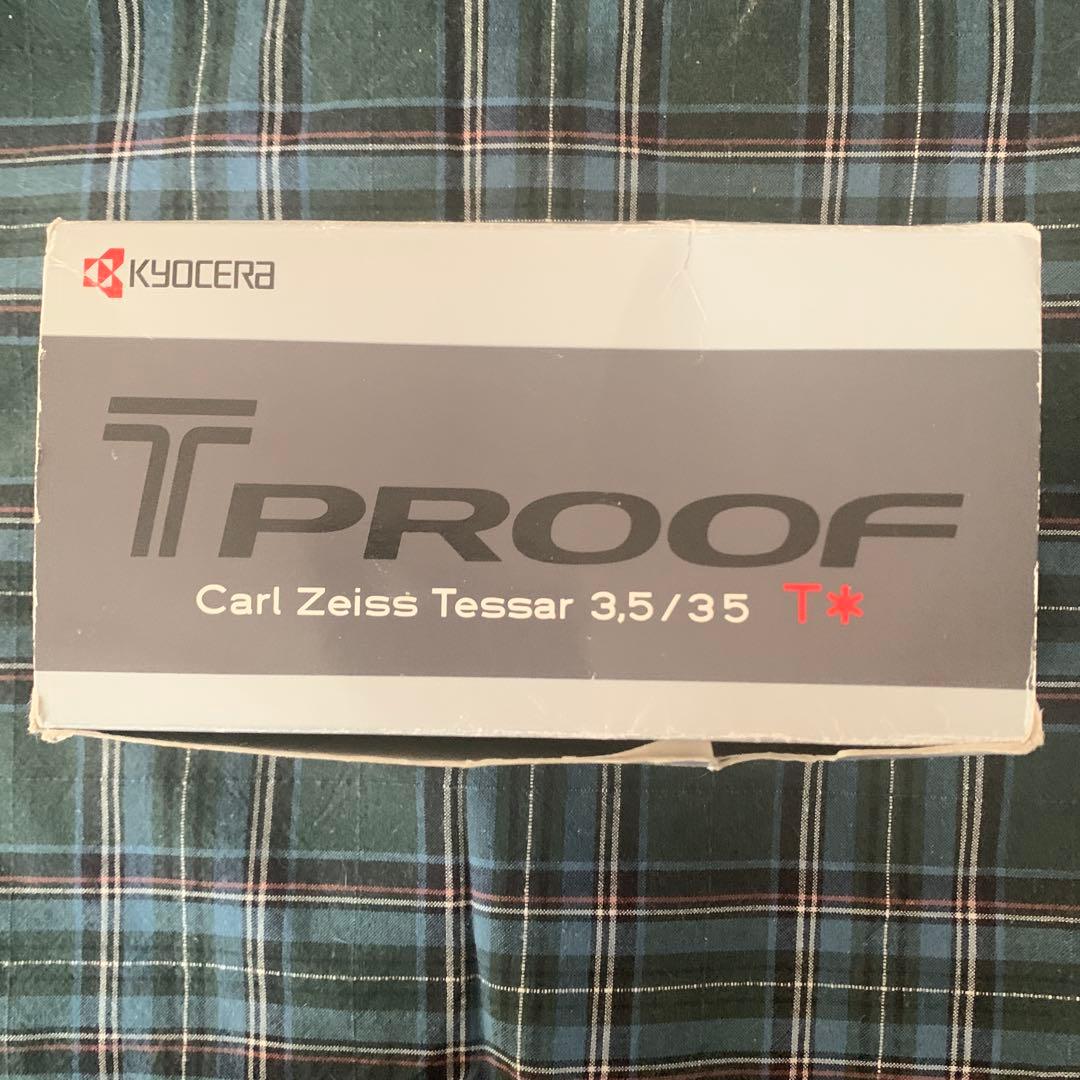 KYOCERA
T PROOF
Carl Zeiss Tessar 3,5/35 T*